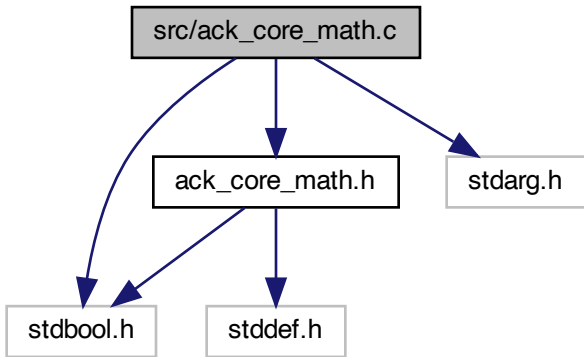 src/ack_core_math.c
ack_core_math.h
stdarg.h
stdbool.h
stddef.h